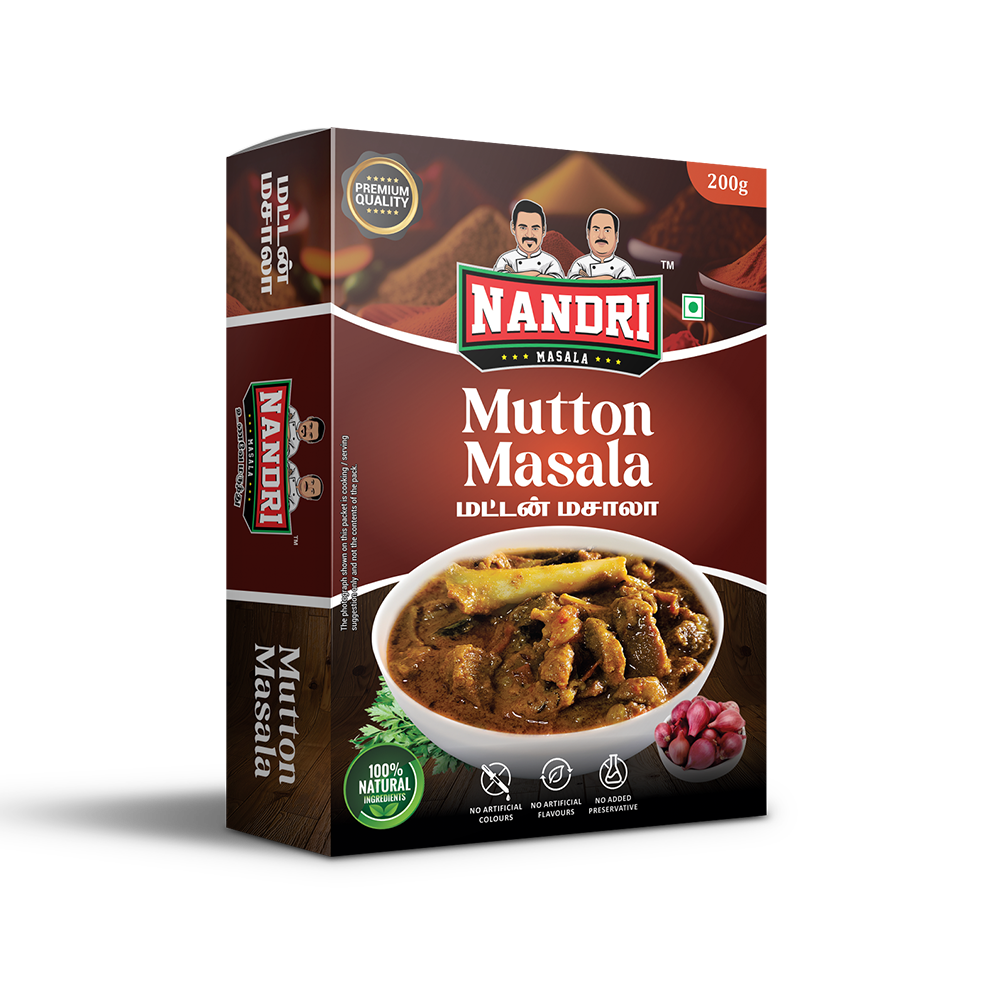 PREMIUM
QUALITY
200g
TM
NANDRI
MASALA
Mutton
Masala
மட்டன் மசாலா
The photograph shown on this packet is cooking / serving
suggestion only and not the contents of the pack.
100%
NATURAL
INGREDIENTS
NO ARTIFICIAL
COLOURS
NO ARTIFICIAL
FLAVOURS
NO ADDED
PRESERVATIVE
மட்டன்
மசாலா
TM
NANDRI
MASALA
Mutton
Masala